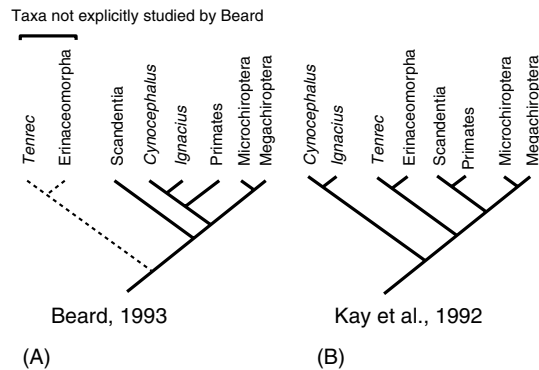 Taxa not explicitly studied by Beard
Tenrec
Erinaceomorpha
Scandentia
Cynocephalus
Ignacius
Primates
Microchiroptera
Megachiroptera
Cynocephalus
Ignacius
Tenrec
Erinaceomorpha
Scandentia
Primates
Microchiroptera
Megachiroptera
Beard, 1993
Kay et al., 1992
(A)
(B)